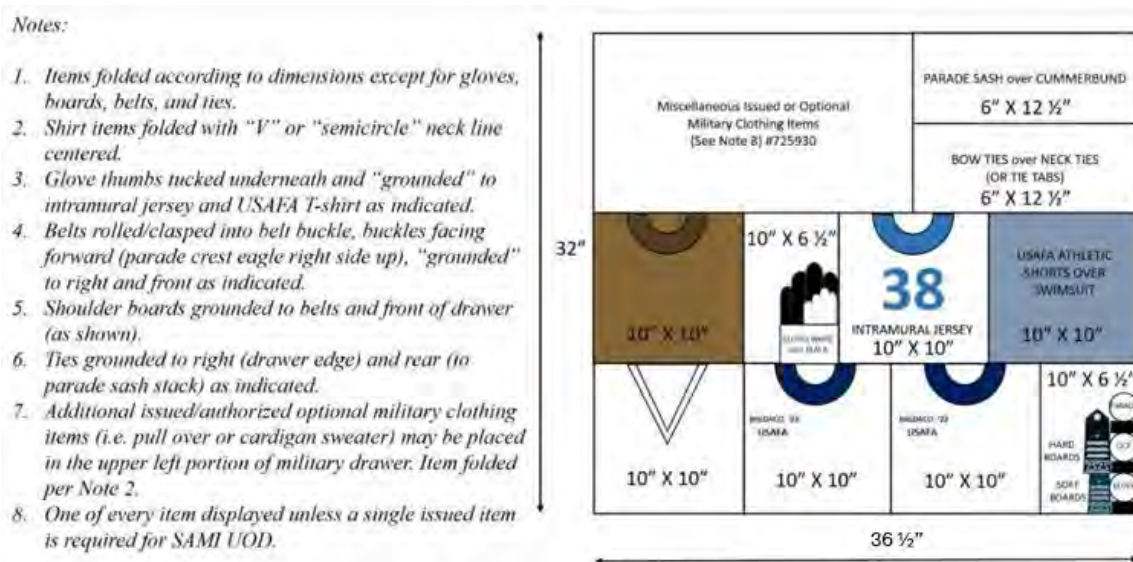 Notes:
1. Items folded according to dimensions except for gloves,
boards, belts, and ties.
2. Shirt items folded with “V” or “semicircle” neck line
centered.
3. Glove thumbs tucked underneath and “grounded” to
intramural jersey and USAFA T-shirt as indicated.
4. Belts rolled/clasped into belt buckle, buckles facing
forward (parade crest eagle right side up), “grounded”
to right and front as indicated.
5. Shoulder boards grounded to belts and front of drawer
(as shown).
6. Ties grounded to right (drawer edge) and rear (to
parade sash stack) as indicated.
7. Additional issued/authorized optional military clothing
items (i.e. pull over or cardigan sweater) may be placed
in the upper left portion of military drawer. Item folded
per Note 2.
8. One of every item displayed unless a single issued item
is required for SAMI UOD.
32”
Miscellaneous Issued or Optional
Military Clothing Items
(See Note 8) #725930
PARADE SASH over CUMMERBUND
6” X 12 ½”
BOW TIES over NECK TIES
(OR TIE TABS)
6” X 12 ½”
10” X 10”
10” X 6 ½”
38
INTRAMURAL JERSEY
10” X 10”
USAFA ATHLETIC
SHORTS OVER
SWIMSUIT
10” X 10”
10” X 10”
USAFA
10” X 10”
USAFA
10” X 10”
10” X 6 ½”
HARD
BOARDS
SOFT
BOARDS
36 ½”